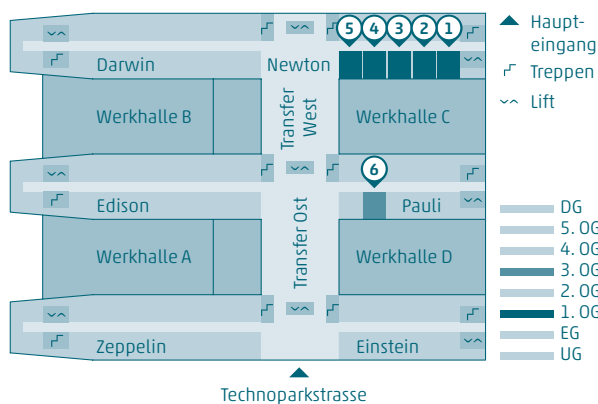 5 4 3 2 1
Haupt-
eingang
Treppen
Lift
Darwin
Newton
Werkhalle B
Transfer
West
Werkhalle C
6
Edison
Pauli
Transfer Ost
Werkhalle A
Werkhalle D
Zeppelin
Einstein
DG
5. OG
4. OG
3. OG
2. OG
1. OG
EG
UG
Technoparkstrasse